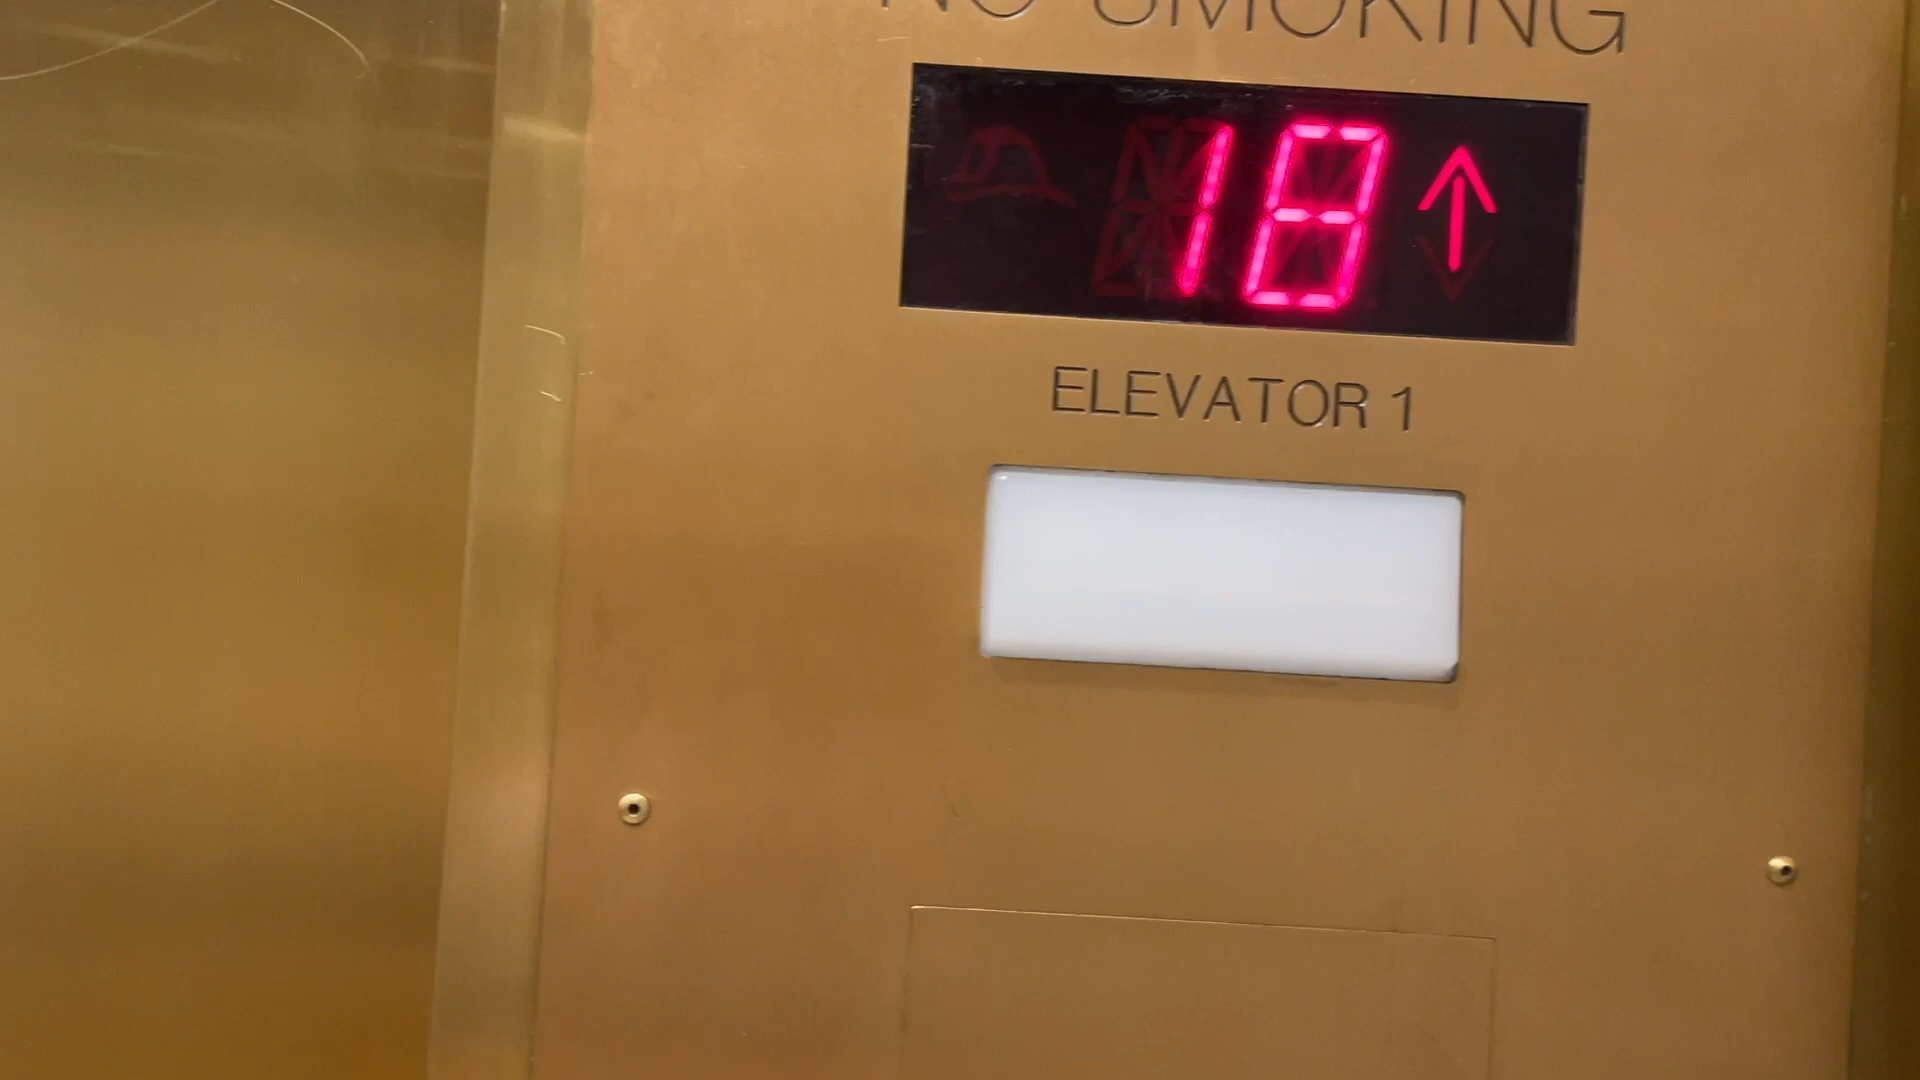 NO SMOKING
18 ↑
ELEVATOR 1